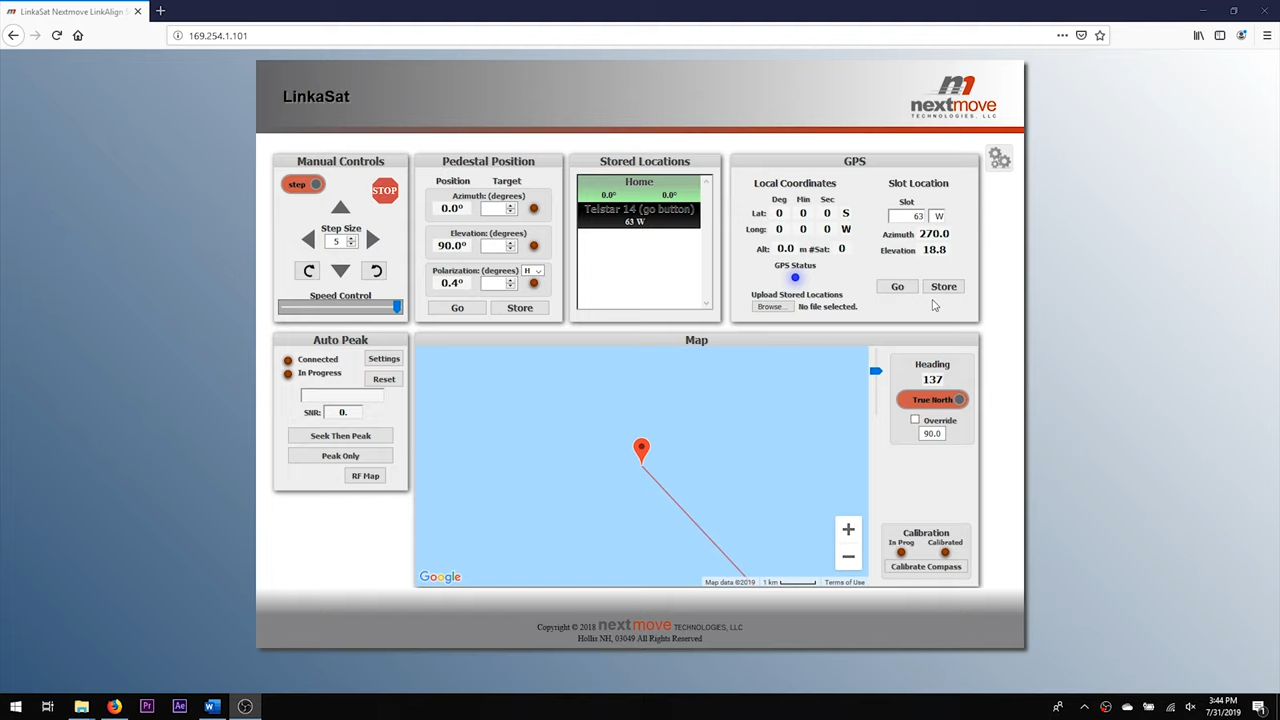 LinkaSat Nextmove LinkAlign
169.254.1.101
LinkaSat
nextmove
TECHNOLOGIES, LLC
Manual Controls
step
STOP
Step Size
5
Speed Control
Pedestal Position
Position Target
Azimuth: (degrees)
0.0°
Elevation: (degrees)
90.0°
Polarization: (degrees) H
0.4°
Go Store
Stored Locations
Home
0.0° 0.0°
Telstar 14 (go button)
63 W
GPS
Local Coordinates
Deg Min Sec
Lat: 0 0 0 S
Long: 0 0 0 W
Alt: 0.0 m #Sat: 0
GPS Status
Upload Stored Locations
Browse... No file selected.
Slot Location
Slot
63 W
Azimuth 270.0
Elevation 18.8
Go Store
Auto Peak
Connected Settings
In Progress Reset
SNR: 0.
Seek Then Peak
Peak Only
RF Map
Map
Google
Map data ©2019 1 km Terms of Use
+
−
Heading
137
True North
Override
90.0
Calibration
In Prog Calibrated
Calibrate Compass
Copyright © 2018 nextmove TECHNOLOGIES, LLC
Hollis NH, 03049 All Rights Reserved
Pr Ae
3:44 PM
7/31/2019